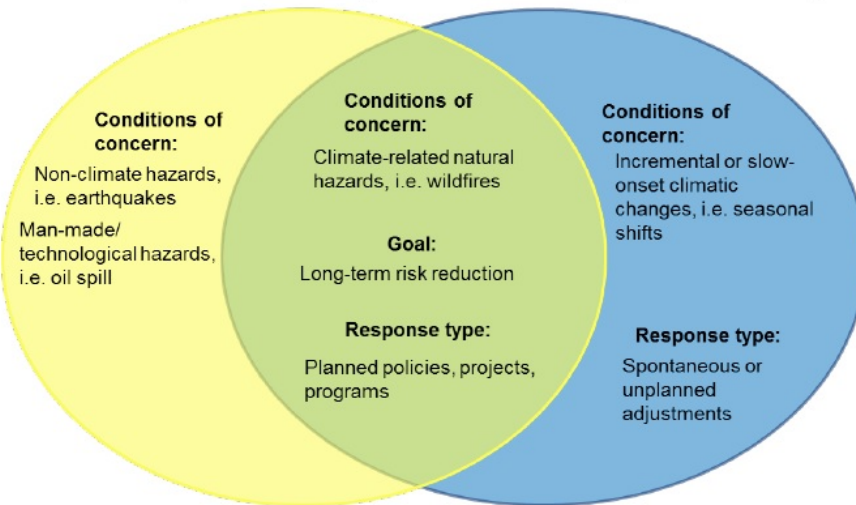 Conditions of
concern:
Non-climate hazards,
i.e. earthquakes
Man-made/
technological hazards,
i.e. oil spill
Conditions of
concern:
Climate-related natural
hazards, i.e. wildfires
Goal:
Long-term risk reduction
Response type:
Planned policies, projects,
programs
Conditions of
concern:
Incremental or slow-
onset climatic
changes, i.e. seasonal
shifts
Response type:
Spontaneous or
unplanned
adjustments